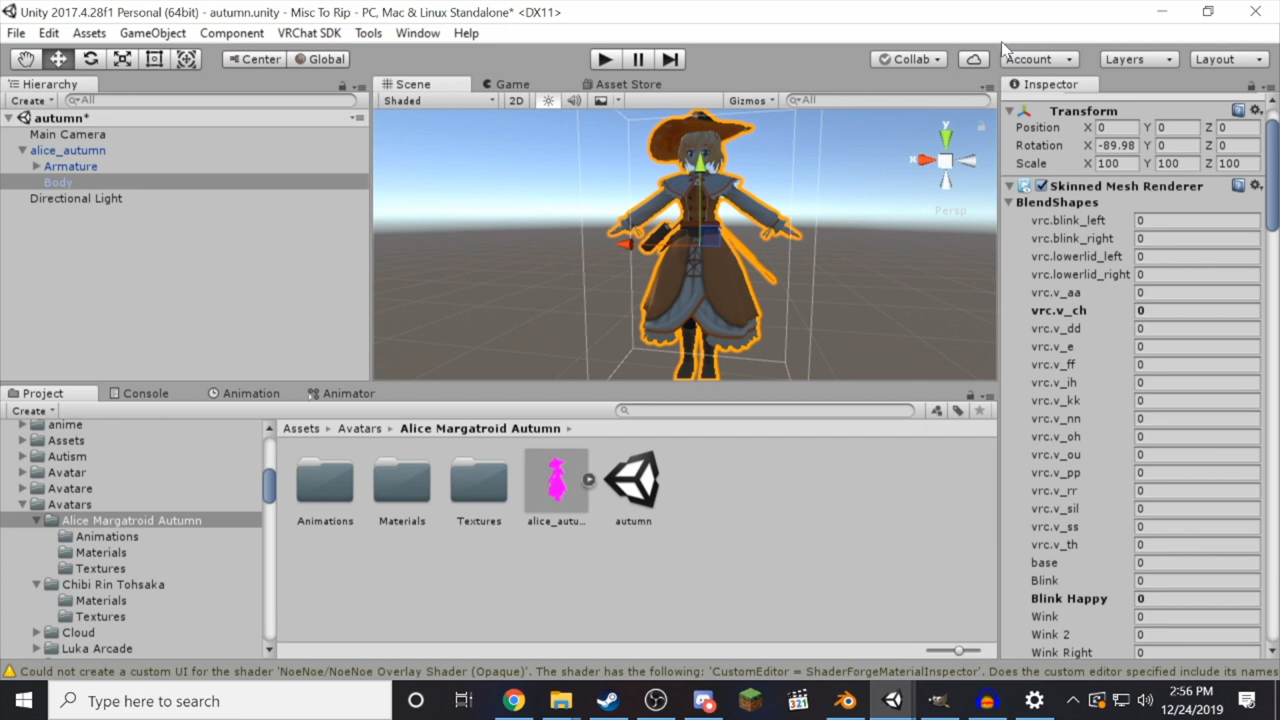 Unity 2017.4.28f1 Personal (64bit) - autumn.unity - Misc To Rip - PC, Mac & Linux Standalone* <DX11>
File Edit Assets GameObject Component VRChat SDK Tools Window Help
Center Global Collab Account Layers Layout
Hierarchy
Create All
autumn*
Main Camera
alice_autumn
Armature
Body
Directional Light
Scene Game Asset Store
Shaded 2D Gizmos All
y
x
Persp
Inspector
Transform
Position X 0 Y 0 Z 0
Rotation X -89.98 Y 0 Z 0
Scale X 100 Y 100 Z 100
Skinned Mesh Renderer
BlendShapes
vrc.blink_left 0
vrc.blink_right 0
vrc.lowerlid_left 0
vrc.lowerlid_right 0
vrc.v_aa 0
vrc.v_ch 0
vrc.v_dd 0
vrc.v_e 0
vrc.v_ff 0
vrc.v_ih 0
vrc.v_kk 0
vrc.v_nn 0
vrc.v_oh 0
vrc.v_ou 0
vrc.v_pp 0
vrc.v_rr 0
vrc.v_sil 0
vrc.v_ss 0
vrc.v_th 0
base 0
Blink 0
Blink Happy 0
Wink 0
Wink 2 0
Wink Right 0
Project Console Animation Animator
Create
anime
Assets
Autism
Avatar
Avatare
Avatars
Alice Margatroid Autumn
Animations
Materials
Textures
Chibi Rin Tohsaka
Materials
Textures
Cloud
Luka Arcade
Assets Avatars Alice Margatroid Autumn
Animations Materials Textures alice_autu... autumn
Could not create a custom UI for the shader 'NoeNoe/NoeNoe Overlay Shader (Opaque)'. The shader has the following: 'CustomEditor = ShaderForgeMaterialInspector'. Does the custom editor specified include its names
Type here to search
321
2:56 PM
12/24/2019